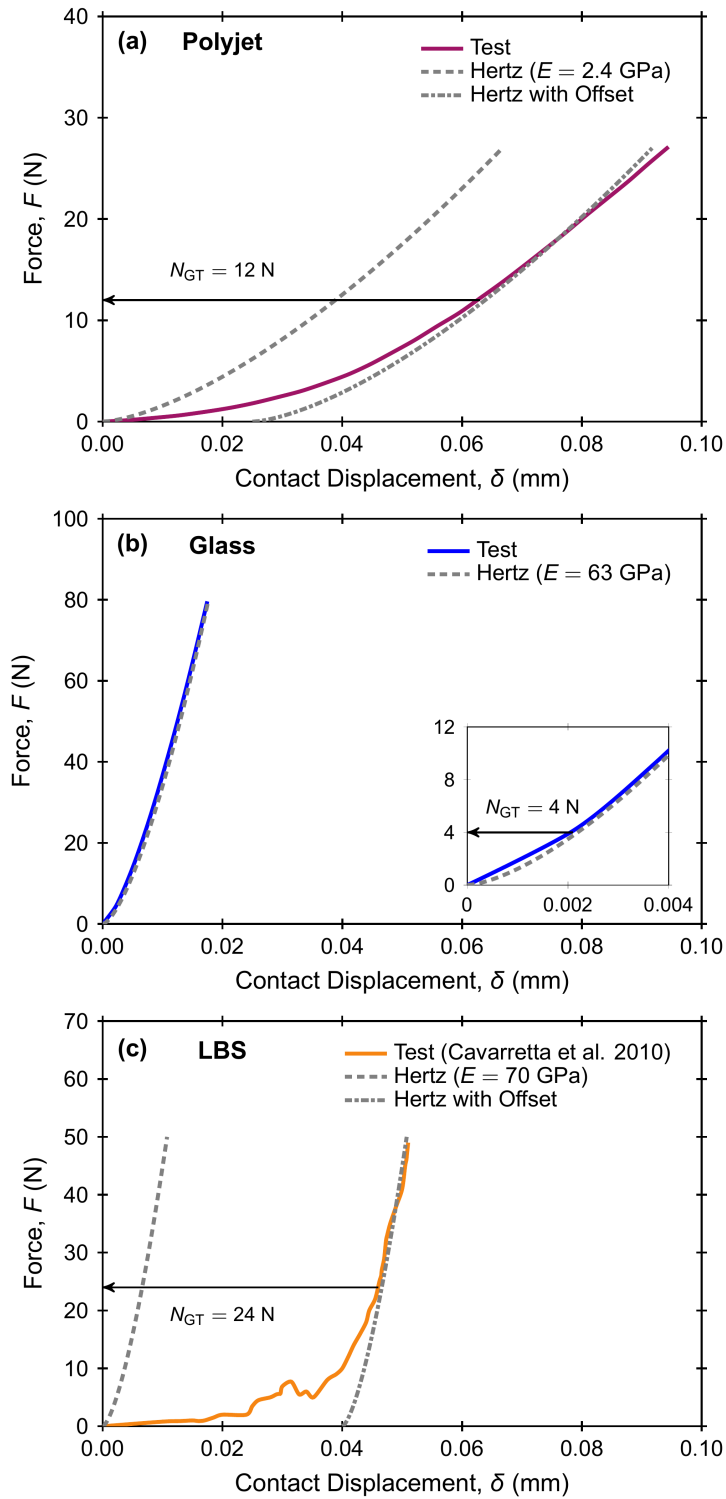 (a) Polyjet
Test
Hertz (E = 2.4 GPa)
Hertz with Offset
N_GT = 12 N
Force, F (N)
40
30
20
10
0
0.00 0.02 0.04 0.06 0.08 0.10
Contact Displacement, δ (mm)
(b) Glass
Test
Hertz (E = 63 GPa)
Force, F (N)
100
80
60
40
20
0
12
8
4
0
N_GT = 4 N
0 0.002 0.004
0.00 0.02 0.04 0.06 0.08 0.10
Contact Displacement, δ (mm)
(c) LBS
Test (Cavarretta et al. 2010)
Hertz (E = 70 GPa)
Hertz with Offset
N_GT = 24 N
Force, F (N)
70
60
50
40
30
20
10
0
0.00 0.02 0.04 0.06 0.08 0.10
Contact Displacement, δ (mm)